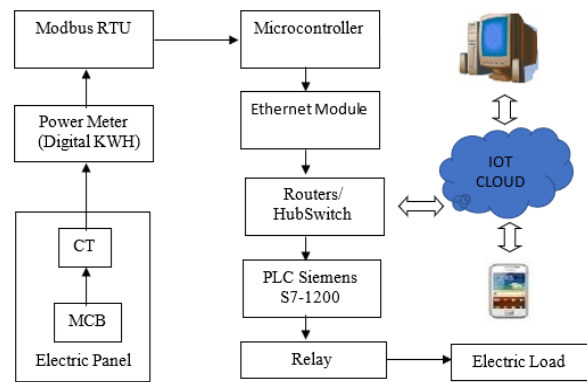 Modbus RTU
Microcontroller
Power Meter
(Digital KWH)
Ethernet Module
IOT
CLOUD
Routers/
HubSwitch
CT
PLC Siemens
S7-1200
MCB
Electric Panel
Relay
Electric Load